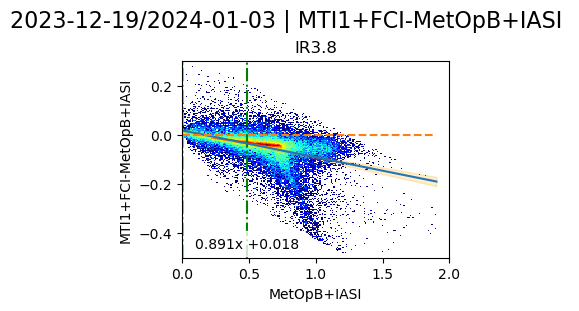 2023-12-19/2024-01-03 | MTI1+FCI-MetOpB+IASI
IR3.8
MTI1+FCI-MetOpB+IASI
0.2
0.0
−0.2
−0.4
0.891x +0.018
0.0 0.5 1.0 1.5 2.0
MetOpB+IASI